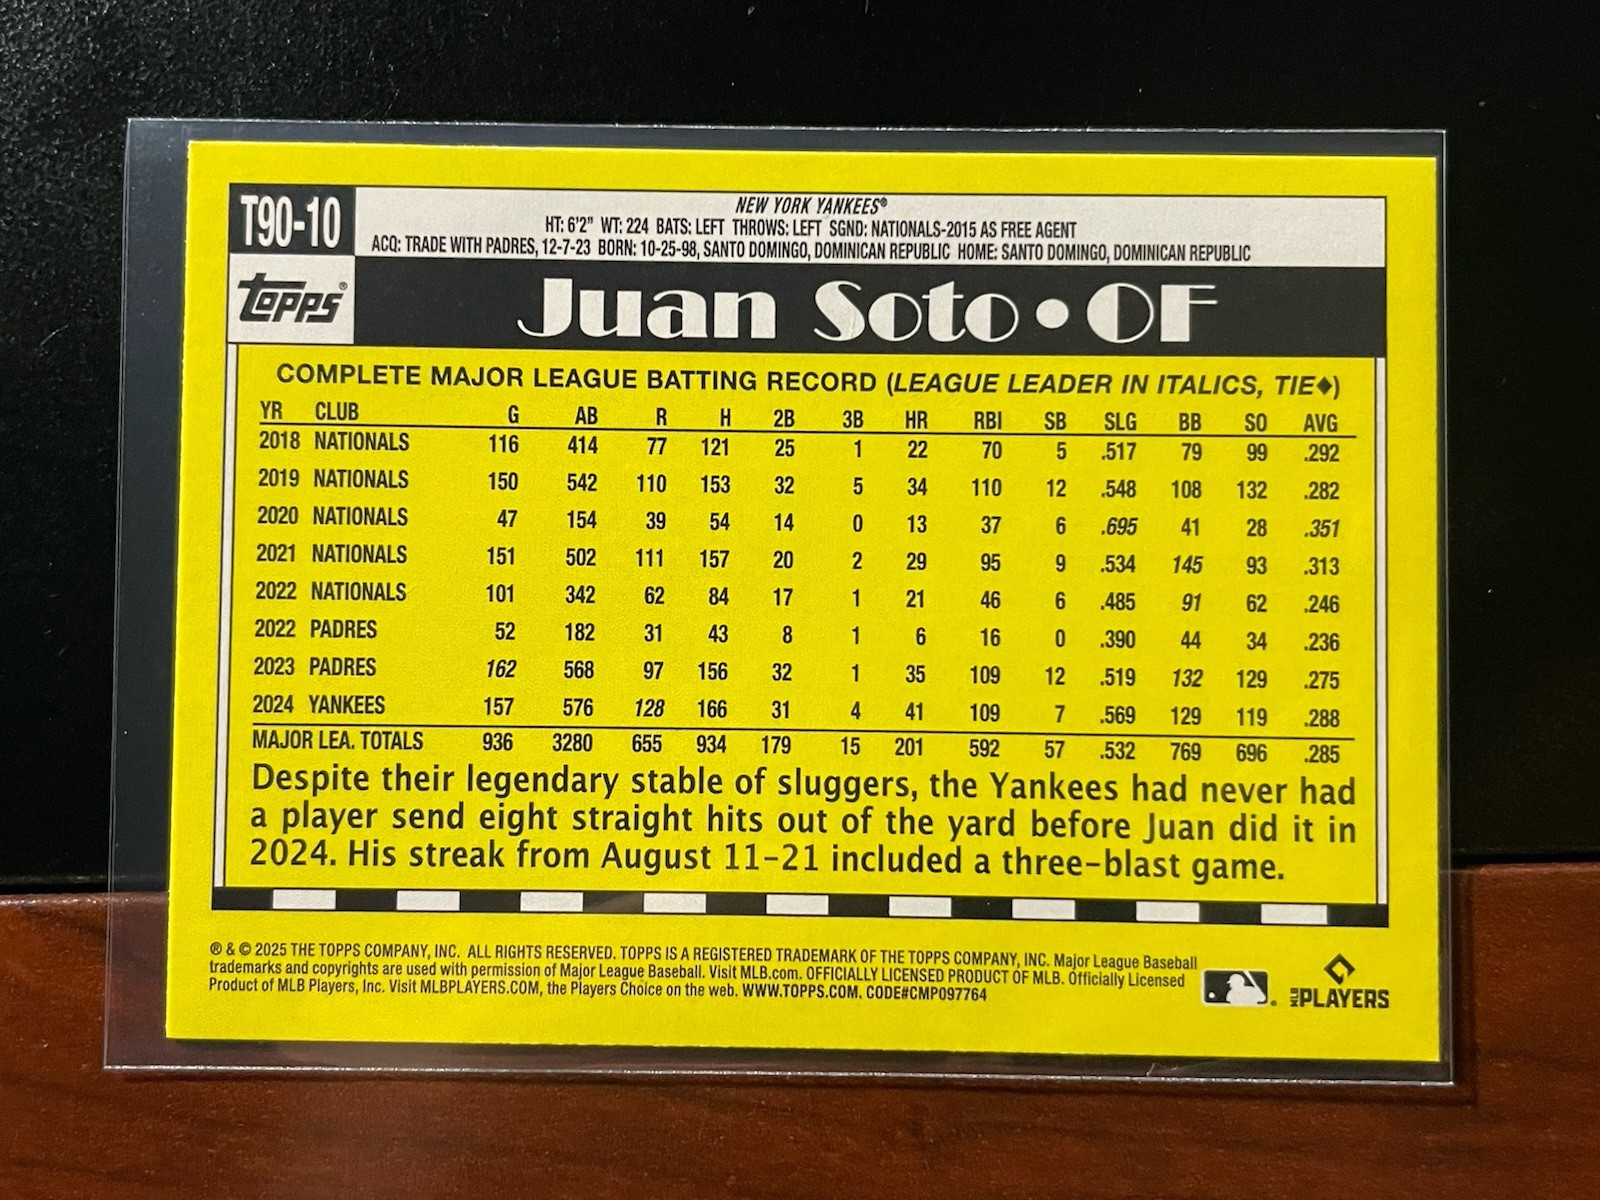 T90-10
NEW YORK YANKEES®
HT: 6'2" WT: 224 BATS: LEFT THROWS: LEFT SGND: NATIONALS-2015 AS FREE AGENT
ACQ: TRADE WITH PADRES, 12-7-23 BORN: 10-25-98, SANTO DOMINGO, DOMINICAN REPUBLIC HOME: SANTO DOMINGO, DOMINICAN REPUBLIC
topps®
Juan Soto • OF
COMPLETE MAJOR LEAGUE BATTING RECORD (LEAGUE LEADER IN ITALICS, TIE♦)
YR CLUB G AB R H 2B 3B HR RBI SB SLG BB SO AVG
2018 NATIONALS 116 414 77 121 25 1 22 70 5 .517 79 99 .292
2019 NATIONALS 150 542 110 153 32 5 34 110 12 .548 108 132 .282
2020 NATIONALS 47 154 39 54 14 0 13 37 6 .695 41 28 .351
2021 NATIONALS 151 502 111 157 20 2 29 95 9 .534 145 93 .313
2022 NATIONALS 101 342 62 84 17 1 21 46 6 .485 91 62 .246
2022 PADRES 52 182 31 43 8 1 6 16 0 .390 44 34 .236
2023 PADRES 162 568 97 156 32 1 35 109 12 .519 132 129 .275
2024 YANKEES 157 576 128 166 31 4 41 109 7 .569 129 119 .288
MAJOR LEA. TOTALS 936 3280 655 934 179 15 201 592 57 .532 769 696 .285
Despite their legendary stable of sluggers, the Yankees had never had
a player send eight straight hits out of the yard before Juan did it in
2024. His streak from August 11-21 included a three-blast game.
® & © 2025 THE TOPPS COMPANY, INC. ALL RIGHTS RESERVED. TOPPS IS A REGISTERED TRADEMARK OF THE TOPPS COMPANY, INC. Major League Baseball
trademarks and copyrights are used with permission of Major League Baseball. Visit MLB.com. OFFICIALLY LICENSED PRODUCT OF MLB. Officially Licensed
Product of MLB Players, Inc. Visit MLBPLAYERS.COM, the Players Choice on the web. WWW.TOPPS.COM. CODE#CMP097764
MLB PLAYERS